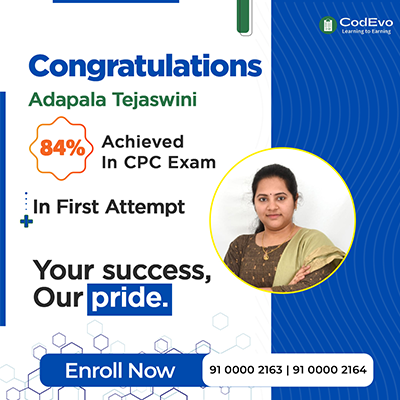 CodEvo
Learning to Earning
Congratulations
Adapala Tejaswini
84%
Achieved
In CPC Exam
In First Attempt
Your success,
Our pride.
Enroll Now
91 0000 2163 | 91 0000 2164